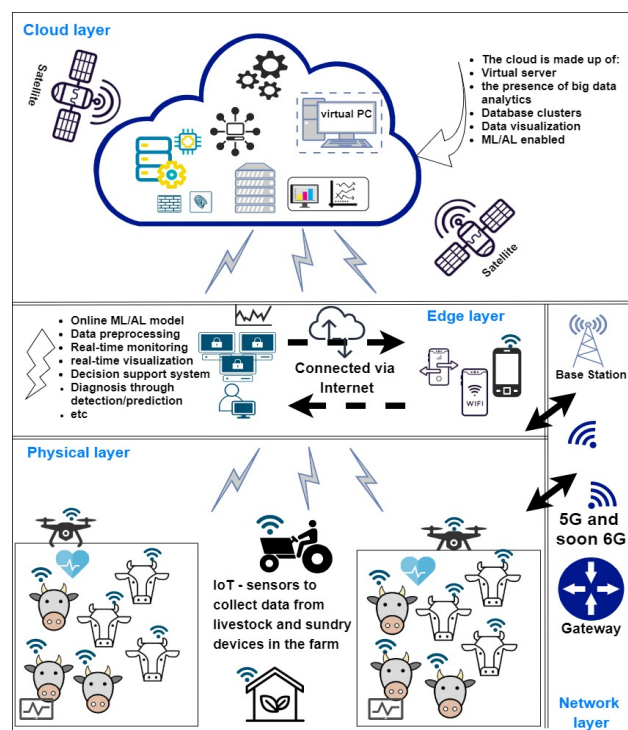 Cloud layer
Satellite
virtual PC
The cloud is made up of:
Virtual server
the presence of big data
analytics
Database clusters
Data visualization
ML/AL enabled
Satellite
Online ML/AL model
Data preprocessing
Real-time monitoring
real-time visualization
Decision support system
Diagnosis through
detection/prediction
etc
Connected via
Internet
Edge layer
WIFI
Base Station
Physical layer
IoT - sensors to
collect data from
livestock and sundry
devices in the farm
5G and
soon 6G
Gateway
Network
layer